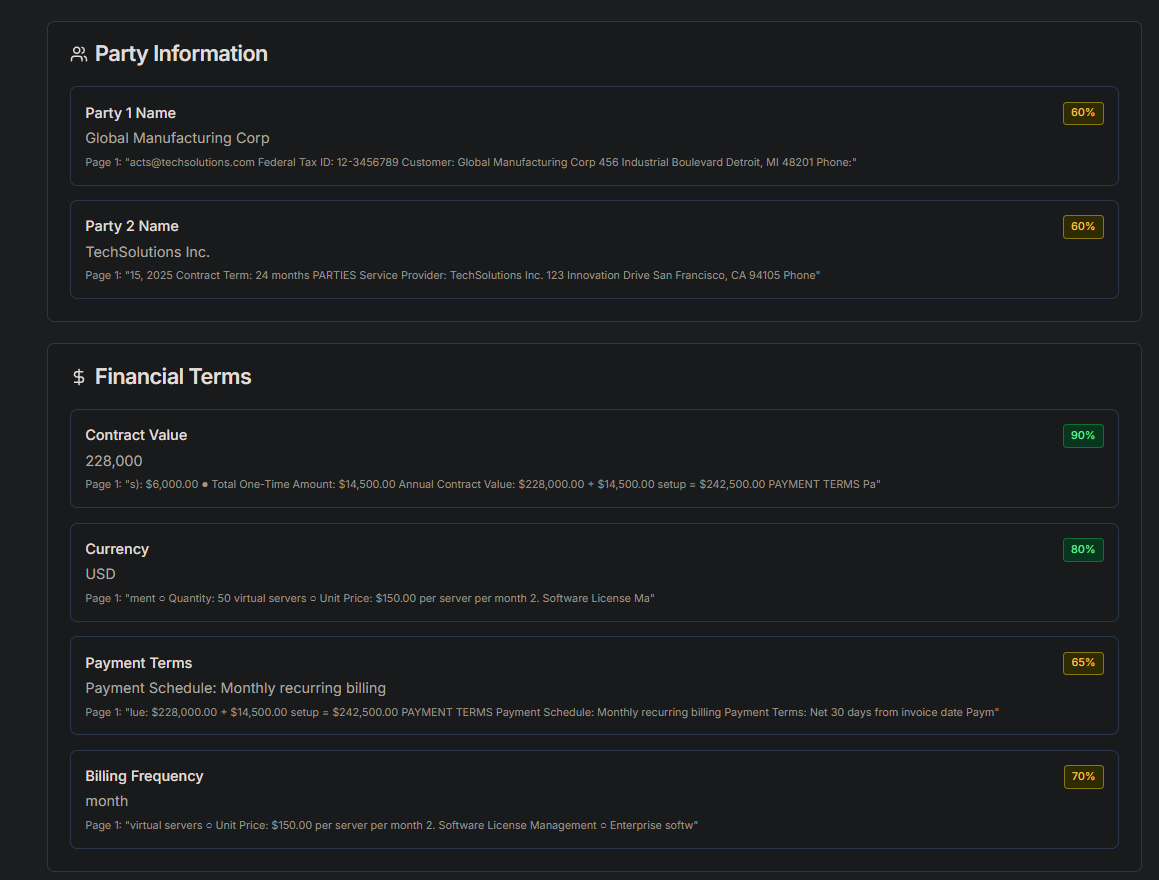 Party Information
Party 1 Name
60%
Global Manufacturing Corp
Page 1: "acts@techsolutions.com Federal Tax ID: 12-3456789 Customer: Global Manufacturing Corp 456 Industrial Boulevard Detroit, MI 48201 Phone:"
Party 2 Name
60%
TechSolutions Inc.
Page 1: "15, 2025 Contract Term: 24 months PARTIES Service Provider: TechSolutions Inc. 123 Innovation Drive San Francisco, CA 94105 Phone"
$ Financial Terms
Contract Value
90%
228,000
Page 1: "s): $6,000.00 ● Total One-Time Amount: $14,500.00 Annual Contract Value: $228,000.00 + $14,500.00 setup = $242,500.00 PAYMENT TERMS Pa"
Currency
80%
USD
Page 1: "ment ○ Quantity: 50 virtual servers ○ Unit Price: $150.00 per server per month 2. Software License Ma"
Payment Terms
65%
Payment Schedule: Monthly recurring billing
Page 1: "lue: $228,000.00 + $14,500.00 setup = $242,500.00 PAYMENT TERMS Payment Schedule: Monthly recurring billing Payment Terms: Net 30 days from invoice date Paym"
Billing Frequency
70%
month
Page 1: "virtual servers ○ Unit Price: $150.00 per server per month 2. Software License Management ○ Enterprise softw"